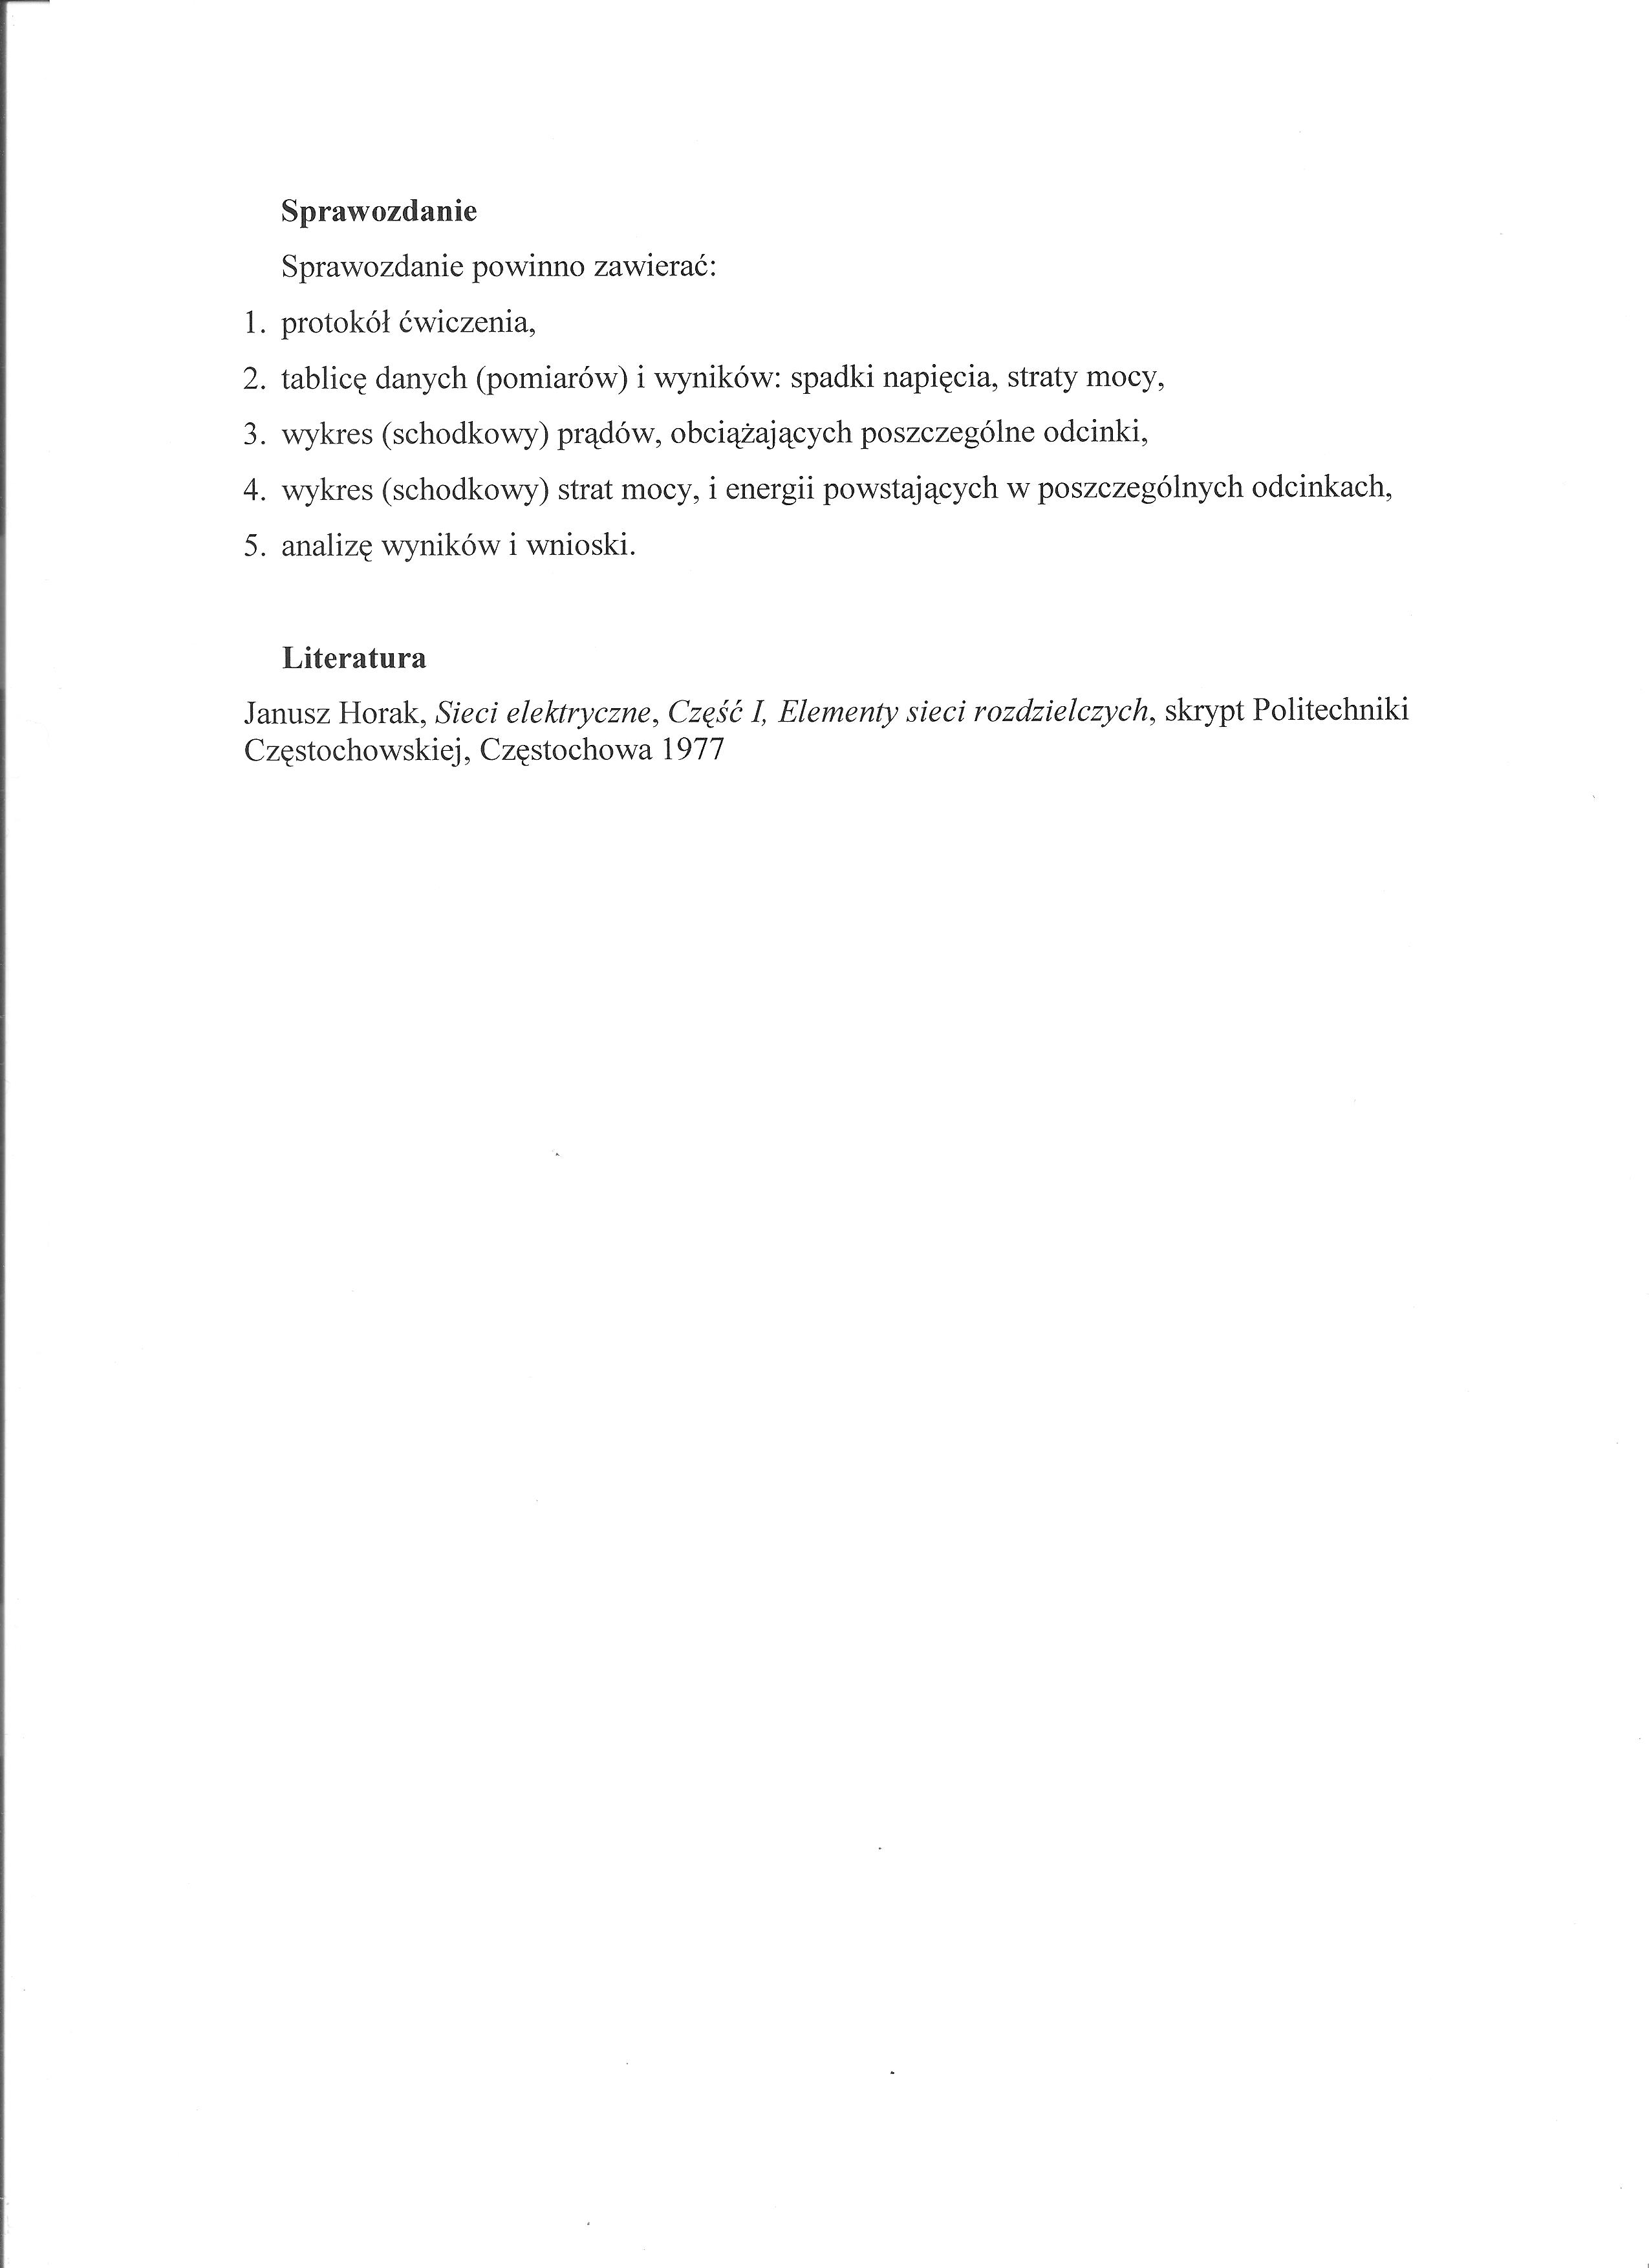 Sprawozdanie
Sprawozdanie powinno zawierać:
1. protokół ćwiczenia,
2. tablicę danych (pomiarów) i wyników: spadki napięcia, straty mocy,
3. wykres (schodkowy) prądów, obciążających poszczególne odcinki,
4. wykres (schodkowy) strat mocy, i energii powstających w poszczególnych odcinkach,
5. analizę wyników i wnioski.
Literatura
Janusz Horak, Sieci elektryczne, Część I, Elementy sieci rozdzielczych, skrypt Politechniki
Częstochowskiej, Częstochowa 1977